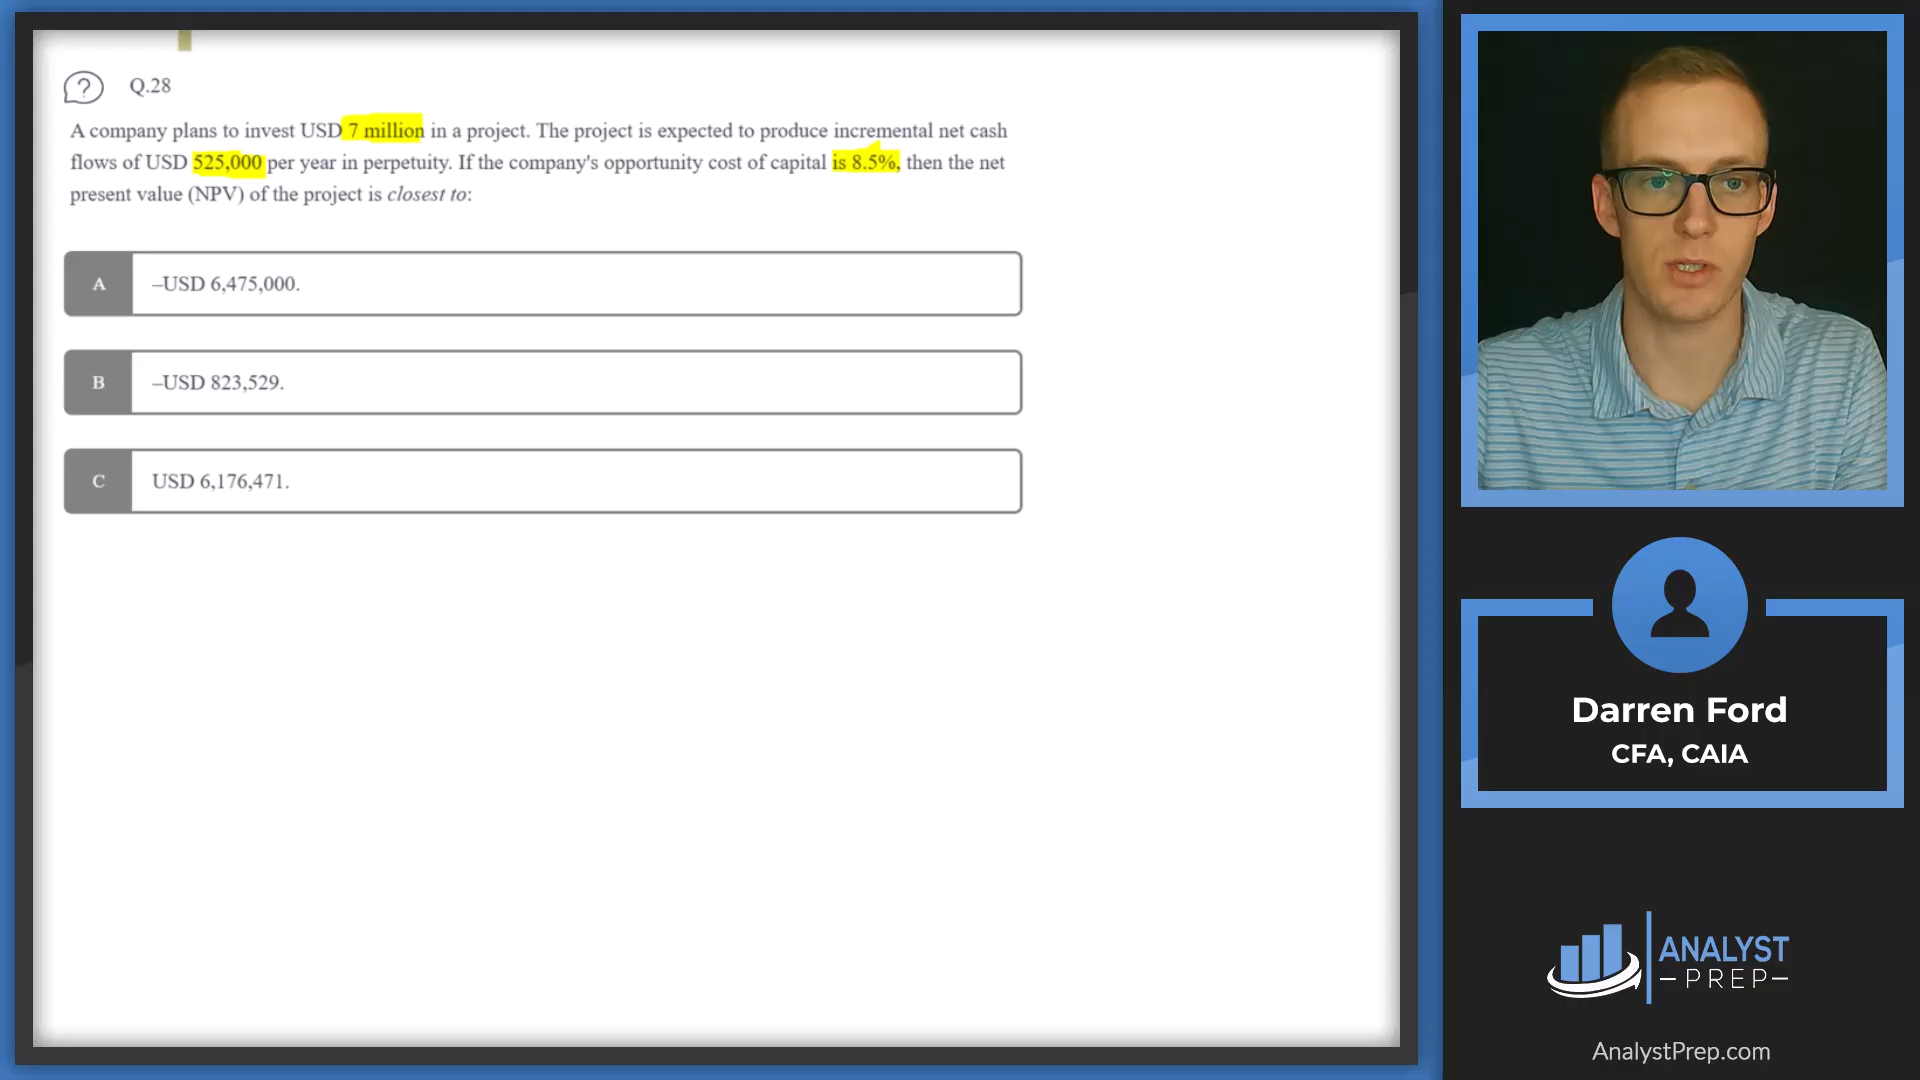 Q.28
A company plans to invest USD 7 million in a project. The project is expected to produce incremental net cash
flows of USD 525,000 per year in perpetuity. If the company's opportunity cost of capital is 8.5%, then the net
present value (NPV) of the project is closest to:
A –USD 6,475,000.
B –USD 823,529.
C USD 6,176,471.
Darren Ford
CFA, CAIA
ANALYST
PREP
AnalystPrep.com